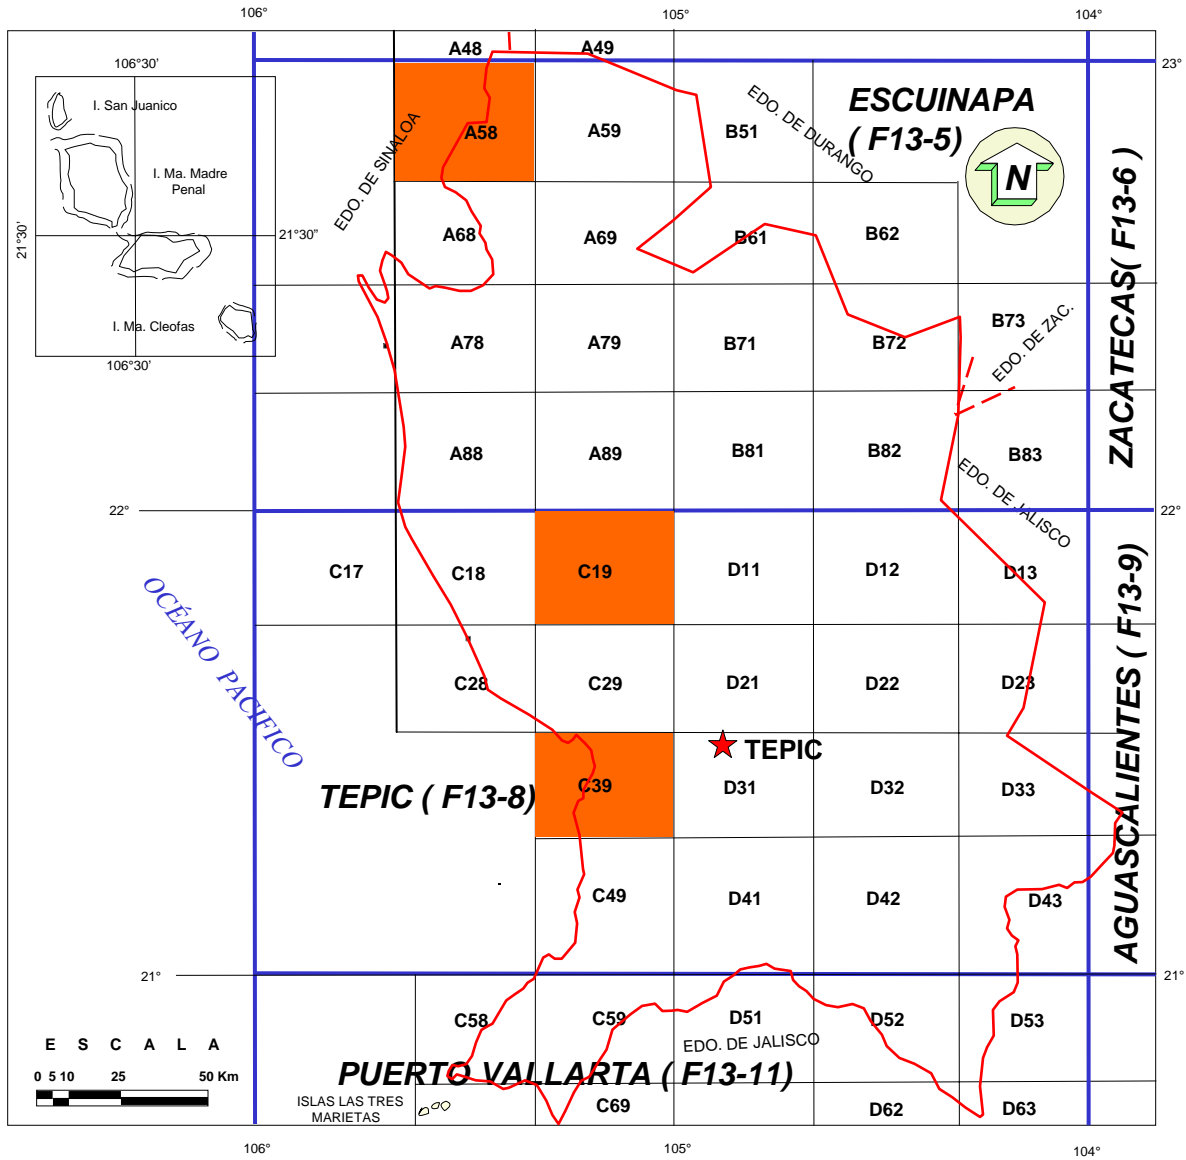 106°
105°
104°
A48
A49
23°
106°30'
I. San Juanico
I. Ma. Madre
Penal
21°30'
21°30"
I. Ma. Cleofas
106°30'
EDO. DE SINALOA
A58
A59
B51
EDO. DE DURANGO
ESCUINAPA
( F13-5)
N
ZACATECAS( F13-6 )
A68
A69
B61
B62
A78
A79
B71
B72
B73
EDO. DE ZAC.
A88
A89
B81
B82
B83
EDO. DE JALISCO
22°
22°
C17
C18
C19
D11
D12
D13
OCÉANO PACIFICO
C28
C29
D21
D22
D23
TEPIC
AGUASCALIENTES ( F13-9)
TEPIC ( F13-8)
C39
D31
D32
D33
C49
D41
D42
D43
21°
21°
C58
C59
D51
D52
D53
EDO. DE JALISCO
E S C A L A
0 5 10 25 50 Km
PUERTO VALLARTA ( F13-11)
ISLAS LAS TRES
MARIETAS
C69
D62
D63
106°
105°
104°